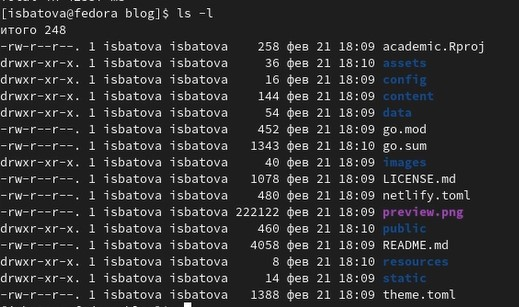 [isbatova@fedora blog]$ ls -l
итого 248
-rw-r--r--. 1 isbatova isbatova    258 фев 21 18:09 academic.Rproj
drwxr-xr-x. 1 isbatova isbatova     36 фев 21 18:10 assets
drwxr-xr-x. 1 isbatova isbatova     16 фев 21 18:09 config
drwxr-xr-x. 1 isbatova isbatova    144 фев 21 18:09 content
drwxr-xr-x. 1 isbatova isbatova     54 фев 21 18:09 data
-rw-r--r--. 1 isbatova isbatova    452 фев 21 18:09 go.mod
-rw-r--r--. 1 isbatova isbatova   1343 фев 21 18:10 go.sum
drwxr-xr-x. 1 isbatova isbatova     40 фев 21 18:09 images
-rw-r--r--. 1 isbatova isbatova   1078 фев 21 18:09 LICENSE.md
-rw-r--r--. 1 isbatova isbatova    480 фев 21 18:09 netlify.toml
-rw-r--r--. 1 isbatova isbatova 222122 фев 21 18:09 preview.png
drwxr-xr-x. 1 isbatova isbatova    460 фев 21 18:10 public
-rw-r--r--. 1 isbatova isbatova   4058 фев 21 18:09 README.md
drwxr-xr-x. 1 isbatova isbatova      8 фев 21 18:10 resources
drwxr-xr-x. 1 isbatova isbatova     14 фев 21 18:09 static
-rw-r--r--. 1 isbatova isbatova   1388 фев 21 18:09 theme.toml